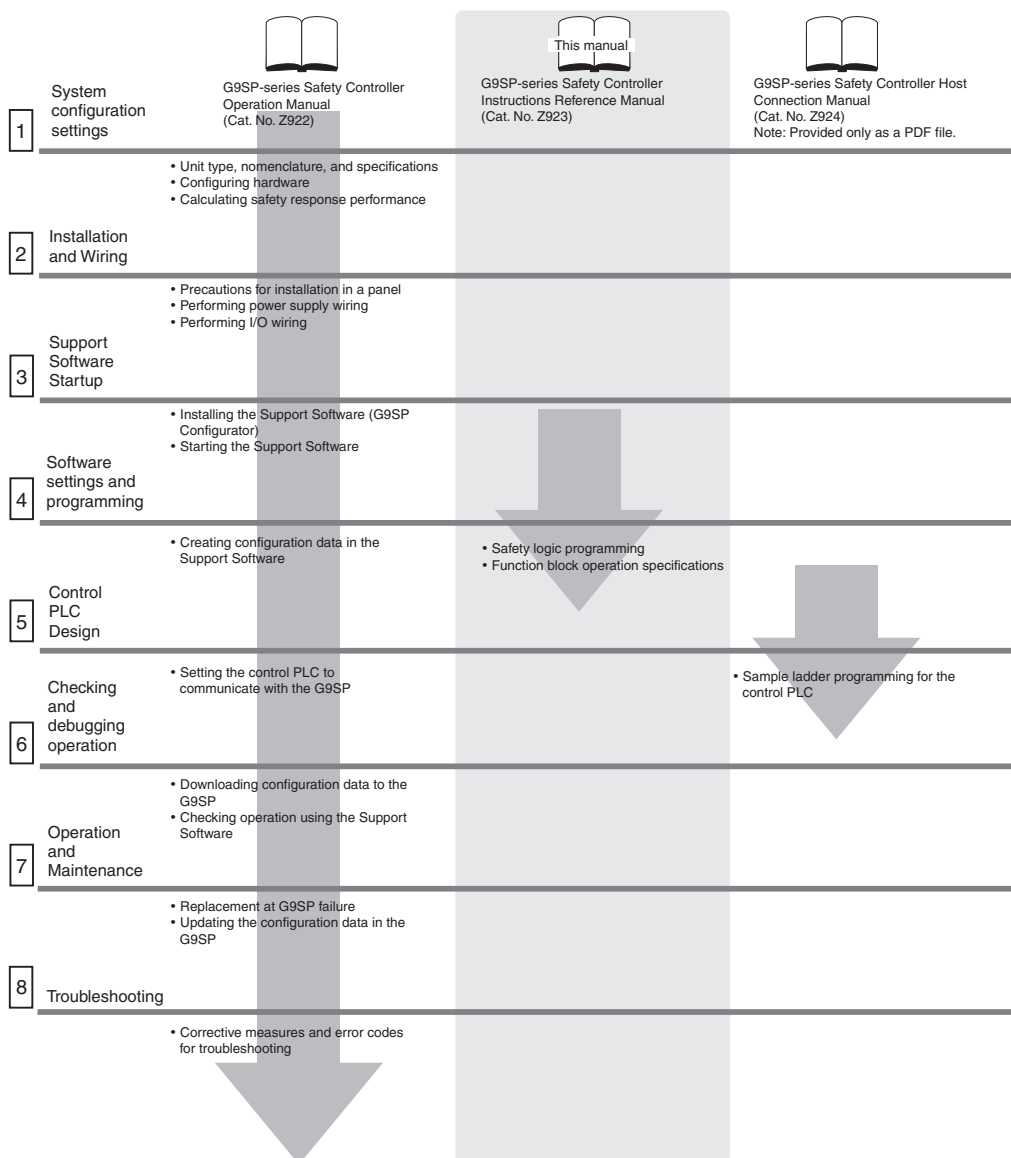 This manual
G9SP-series Safety Controller
Operation Manual
(Cat. No. Z922)
G9SP-series Safety Controller
Instructions Reference Manual
(Cat. No. Z923)
G9SP-series Safety Controller Host
Connection Manual
(Cat. No. Z924)
Note: Provided only as a PDF file.
1
System
configuration
settings
• Unit type, nomenclature, and specifications
• Configuring hardware
• Calculating safety response performance
2
Installation
and Wiring
• Precautions for installation in a panel
• Performing power supply wiring
• Performing I/O wiring
3
Support
Software
Startup
• Installing the Support Software (G9SP
Configurator)
• Starting the Support Software
4
Software
settings and
programming
• Creating configuration data in the
Support Software
• Safety logic programming
• Function block operation specifications
5
Control
PLC
Design
• Setting the control PLC to
communicate with the G9SP
• Sample ladder programming for the
control PLC
6
Checking
and
debugging
operation
• Downloading configuration data to the
G9SP
• Checking operation using the Support
Software
7
Operation
and
Maintenance
• Replacement at G9SP failure
• Updating the configuration data in the
G9SP
8
Troubleshooting
• Corrective measures and error codes
for troubleshooting